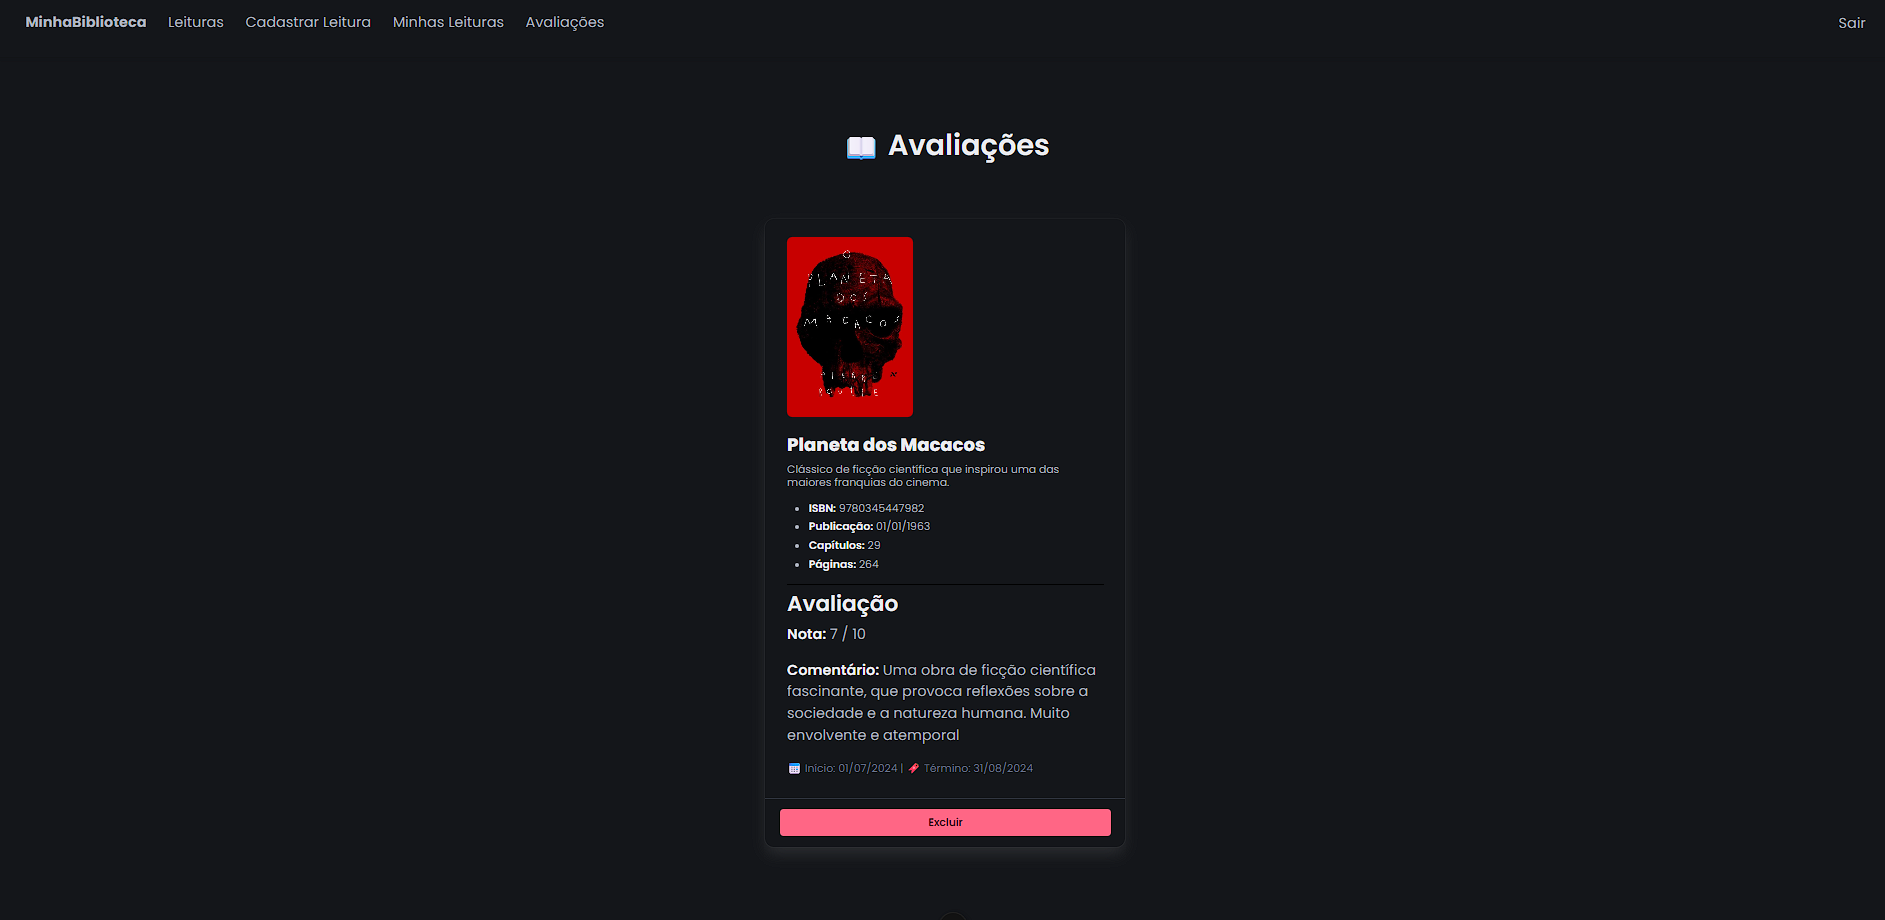 MinhaBiblioteca Leituras Cadastrar Leitura Minhas Leituras Avaliações Sair
📖 Avaliações
O
PLANETA
DOS
MACACOS
PIERRE
BOULLE
Planeta dos Macacos
Clássico de ficção científica que inspirou uma das
maiores franquias do cinema.
• ISBN: 9780345447982
• Publicação: 01/01/1963
• Capítulos: 29
• Páginas: 264
Avaliação
Nota: 7 / 10
Comentário: Uma obra de ficção científica
fascinante, que provoca reflexões sobre a
sociedade e a natureza humana. Muito
envolvente e atemporal
Início: 01/07/2024 | Término: 31/08/2024
Excluir